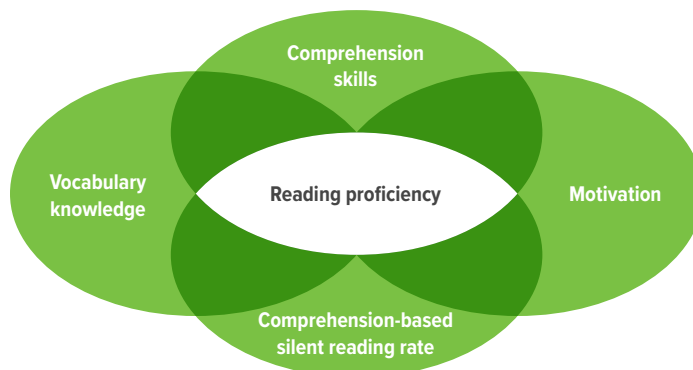 Comprehension
skills
Vocabulary
knowledge
Reading proficiency
Motivation
Comprehension-based
silent reading rate